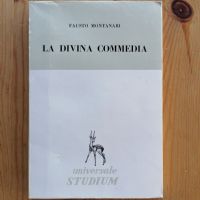 FAUSTO MONTANARI
LA DIVINA COMMEDIA
universale
STUDIUM